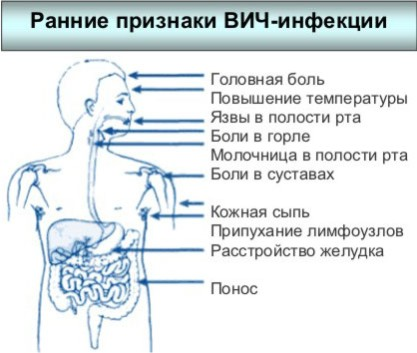 Ранние признаки ВИЧ-инфекции
Головная боль
Повышение температуры
Язвы в полости рта
Боли в горле
Молочница в полости рта
Боли в суставах
Кожная сыпь
Припухание лимфоузлов
Расстройство желудка
Понос